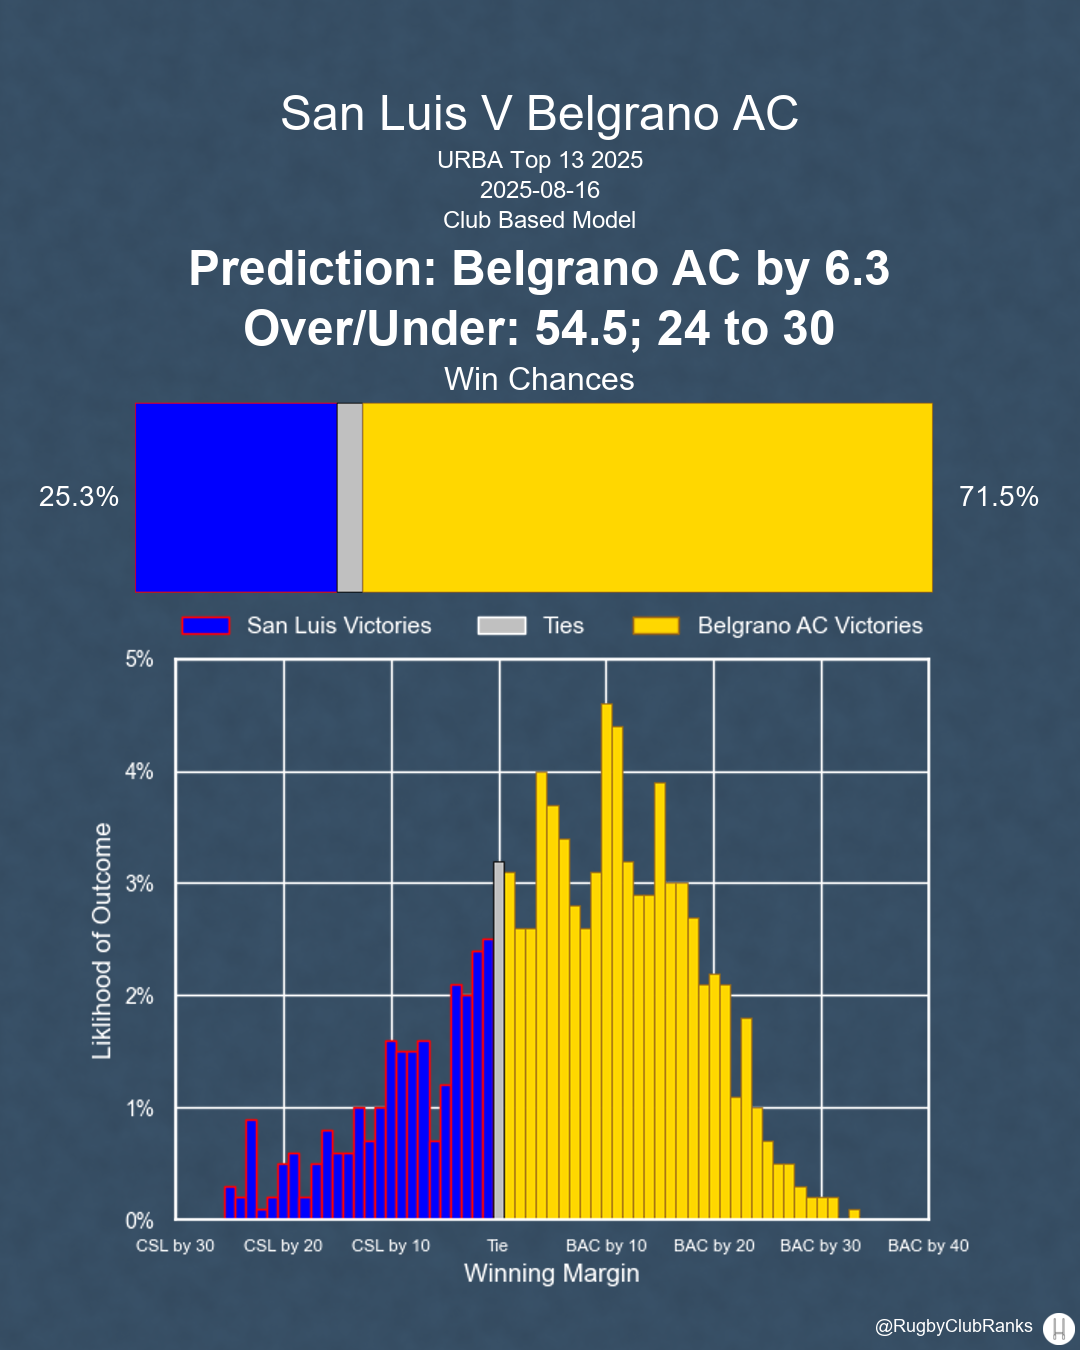 San Luis V Belgrano AC
URBA Top 13 2025
2025-08-16
Club Based Model
Prediction: Belgrano AC by 6.3
Over/Under: 54.5; 24 to 30
Win Chances
25.3%
71.5%
San Luis Victories
Ties
Belgrano AC Victories
5%
4%
3%
2%
1%
0%
Liklihood of Outcome
CSL by 30
CSL by 20
CSL by 10
Tie
BAC by 10
BAC by 20
BAC by 30
BAC by 40
Winning Margin
@RugbyClubRanks